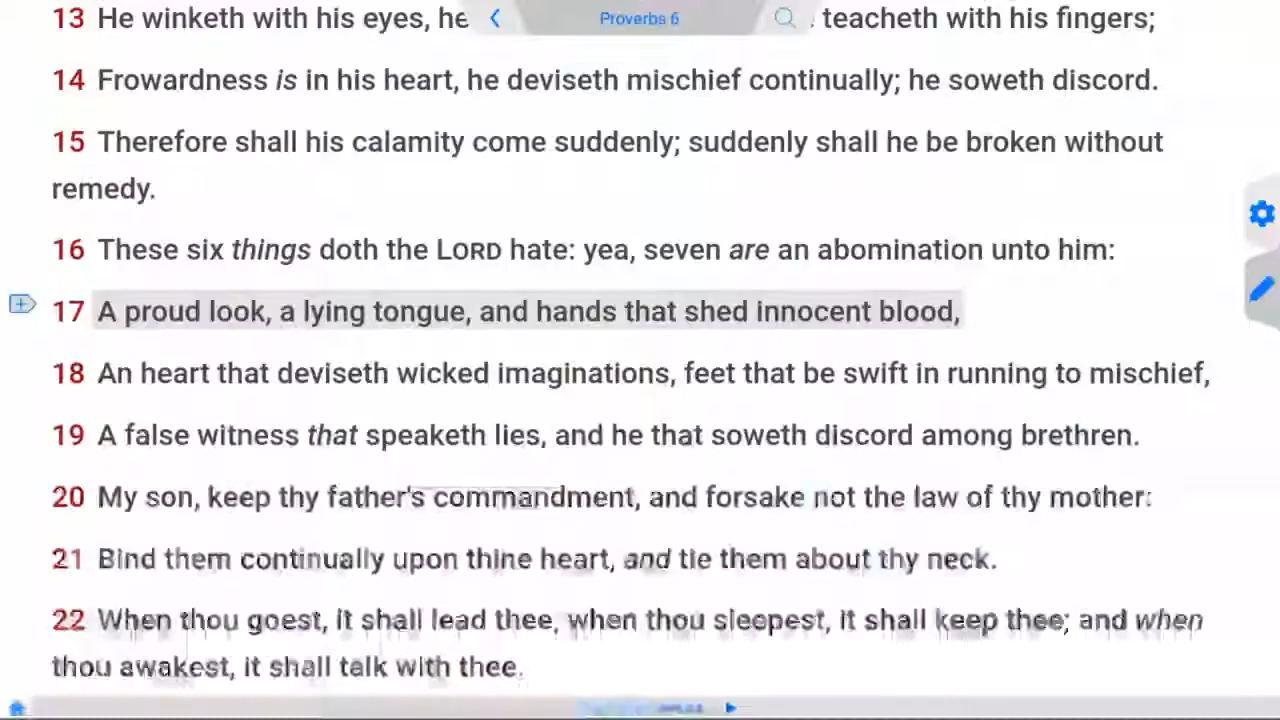 13 He winketh with his eyes, he teacheth with his fingers;
Proverbs 6
14 Frowardness is in his heart, he deviseth mischief continually; he soweth discord.
15 Therefore shall his calamity come suddenly; suddenly shall he be broken without
remedy.
16 These six things doth the LORD hate: yea, seven are an abomination unto him:
17 A proud look, a lying tongue, and hands that shed innocent blood,
18 An heart that deviseth wicked imaginations, feet that be swift in running to mischief,
19 A false witness that speaketh lies, and he that soweth discord among brethren.
20 My son, keep thy father's commandment, and forsake not the law of thy mother:
21 Bind them continually upon thine heart, and tie them about thy neck.
22 When thou goest, it shall lead thee, when thou sleepest, it shall keep thee; and when
thou awakest, it shall talk with thee.